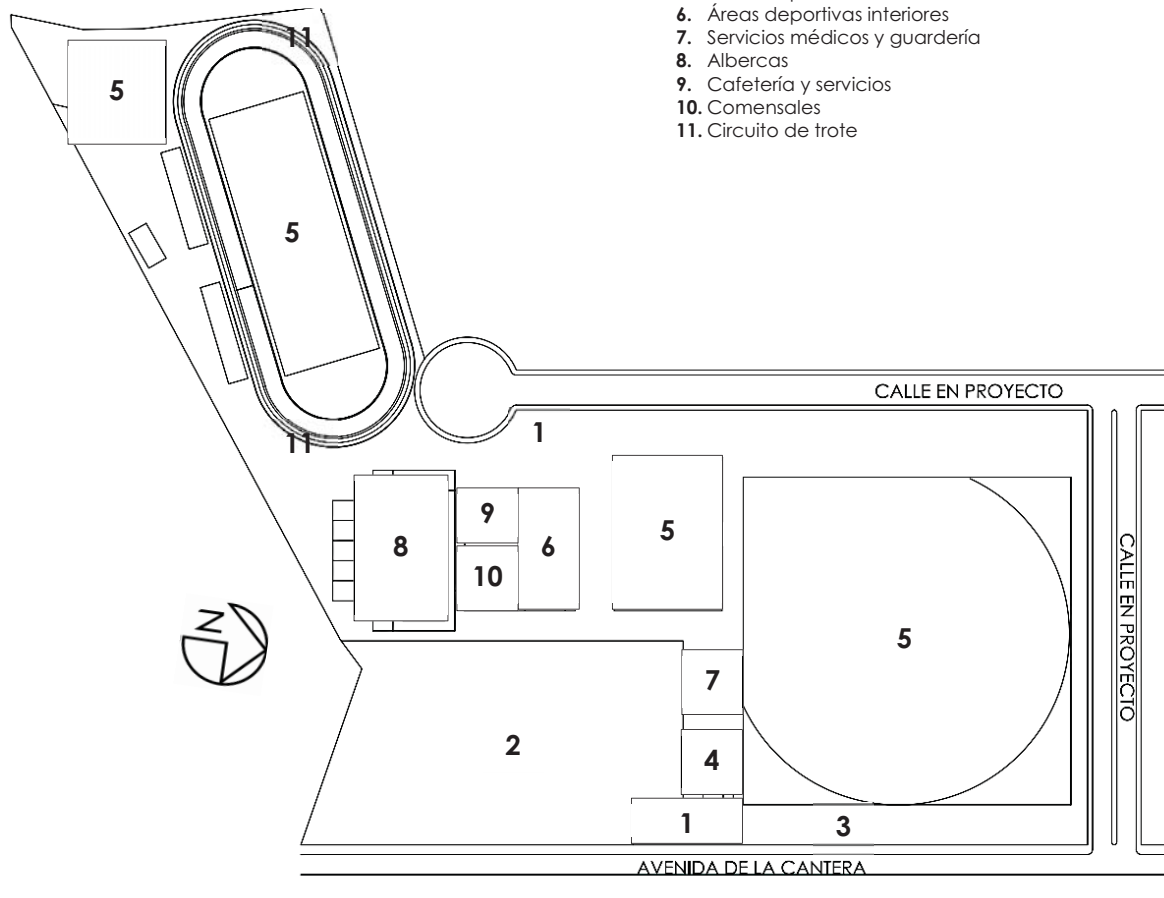 6. Áreas deportivas interiores
7. Servicios médicos y guardería
8. Albercas
9. Cafetería y servicios
10. Comensales
11. Circuito de trote
11
5
5
CALLE EN PROYECTO
11
1
9
5
8
6
10
CALLE EN PROYECTO
N
5
7
2
4
1
3
AVENIDA DE LA CANTERA